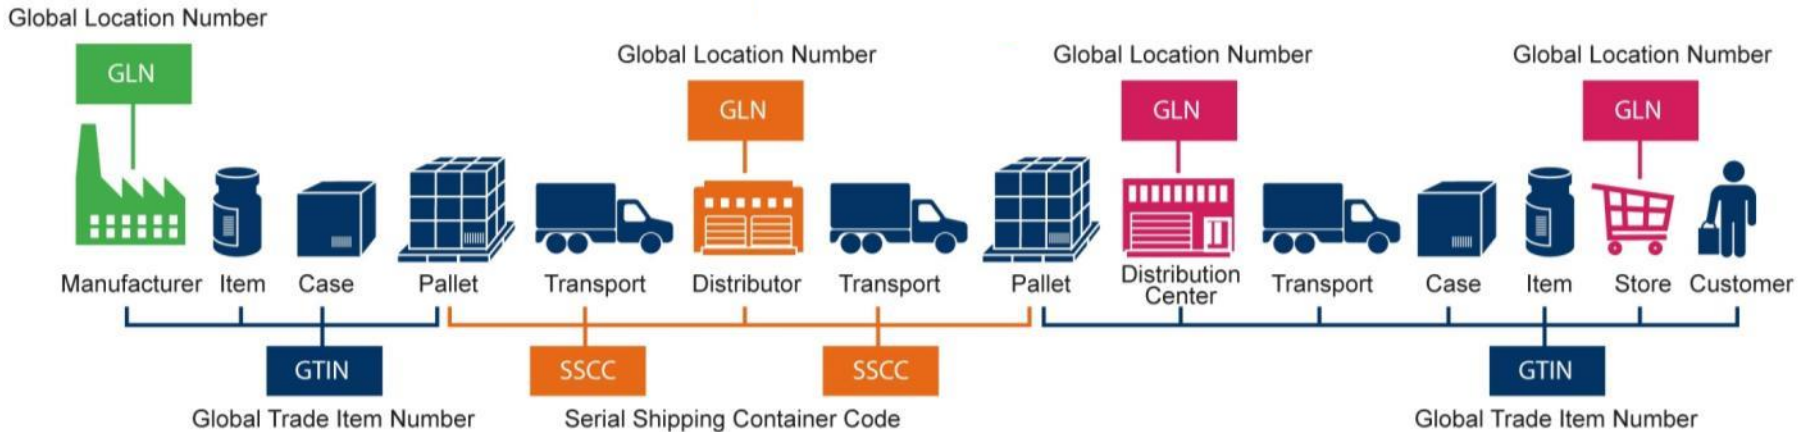 Global Location Number
GLN
Global Location Number
GLN
Global Location Number
GLN
Global Location Number
GLN
Manufacturer
Item
Case
Pallet
Transport
Distributor
Transport
Pallet
Distribution
Center
Transport
Case
Item
Store
Customer
GTIN
Global Trade Item Number
SSCC
SSCC
Serial Shipping Container Code
GTIN
Global Trade Item Number